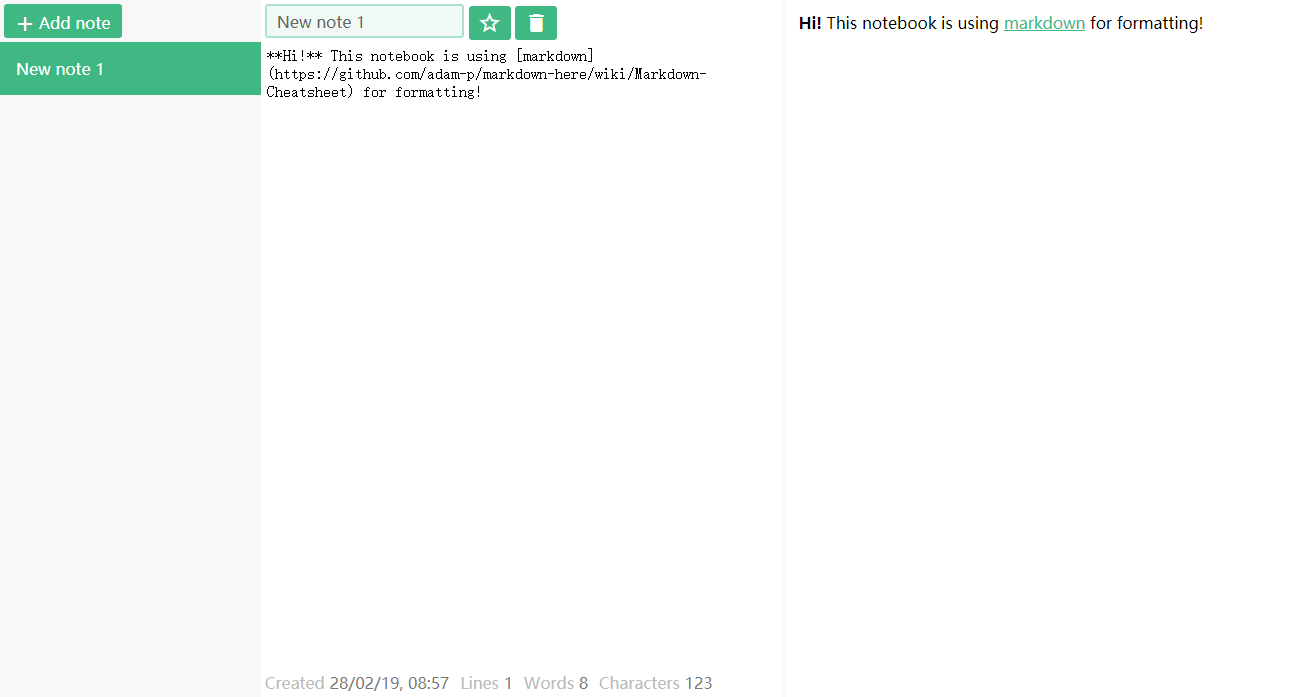 + Add note
New note 1
New note 1
**Hi!** This notebook is using [markdown]
(https://github.com/adam-p/markdown-here/wiki/Markdown-
Cheatsheet) for formatting!
Created 28/02/19, 08:57 Lines 1 Words 8 Characters 123
Hi! This notebook is using markdown for formatting!